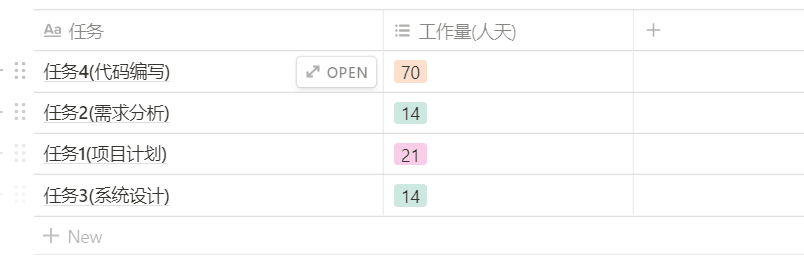 Aa 任务 工作量(人天)
任务4(代码编写) OPEN 70
任务2(需求分析) 14
任务1(项目计划) 21
任务3(系统设计) 14
New